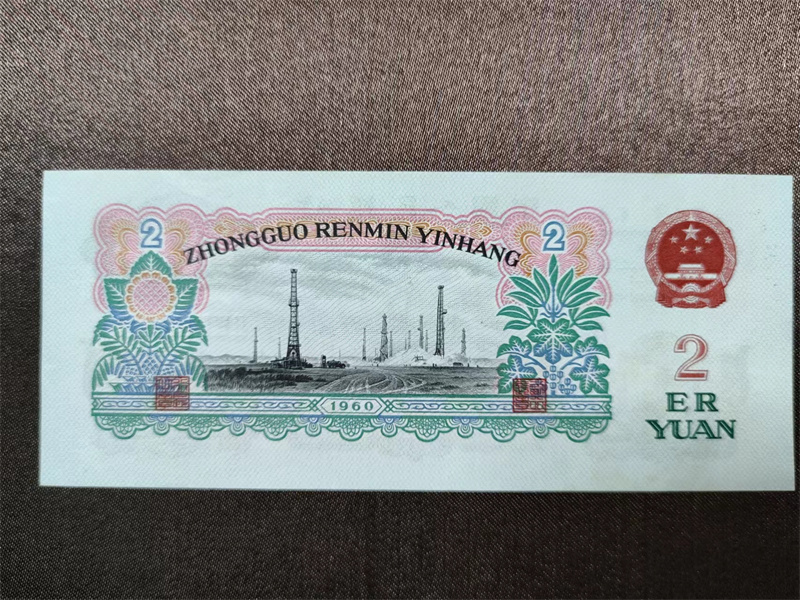 2
2
ZHONGGUO RENMIN YINHANG
1960
2
ER
YUAN